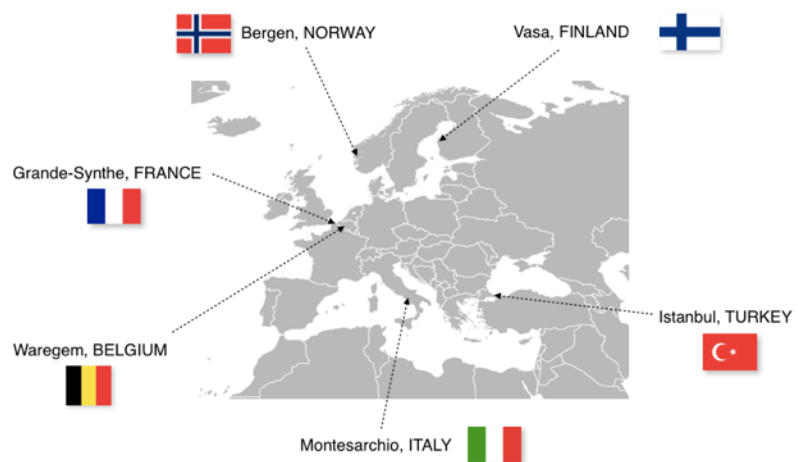 Bergen, NORWAY
Vasa, FINLAND
Grande-Synthe, FRANCE
Istanbul, TURKEY
Waregem, BELGIUM
Montesarchio, ITALY